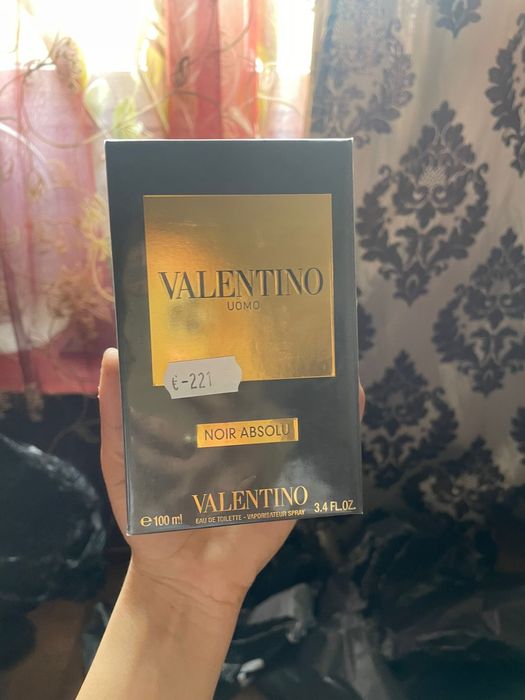 VALENTINO
UOMO
€-221
NOIR ABSOLU
VALENTINO
EAU DE TOILETTE - VAPORISATEUR SPRAY
℮ 100 ml
3.4 FL.OZ.